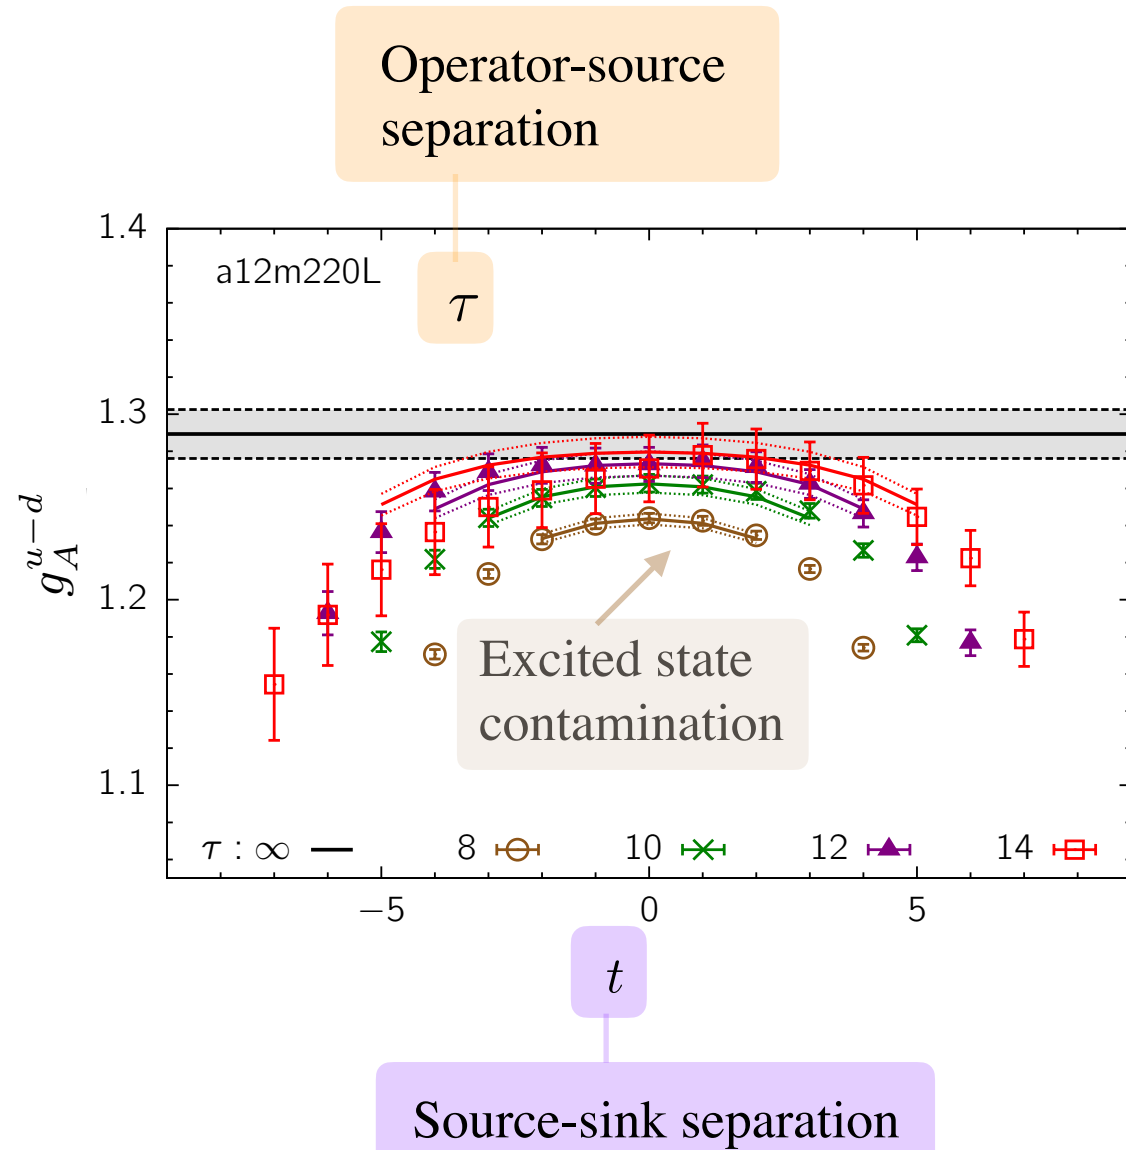 Operator-source
separation
1.4
a12m220L
τ
1.3
g_A^{u−d}
1.2
Excited state
contamination
1.1
τ : ∞ 8 10 12 14
−5 0 5
t
Source-sink separation